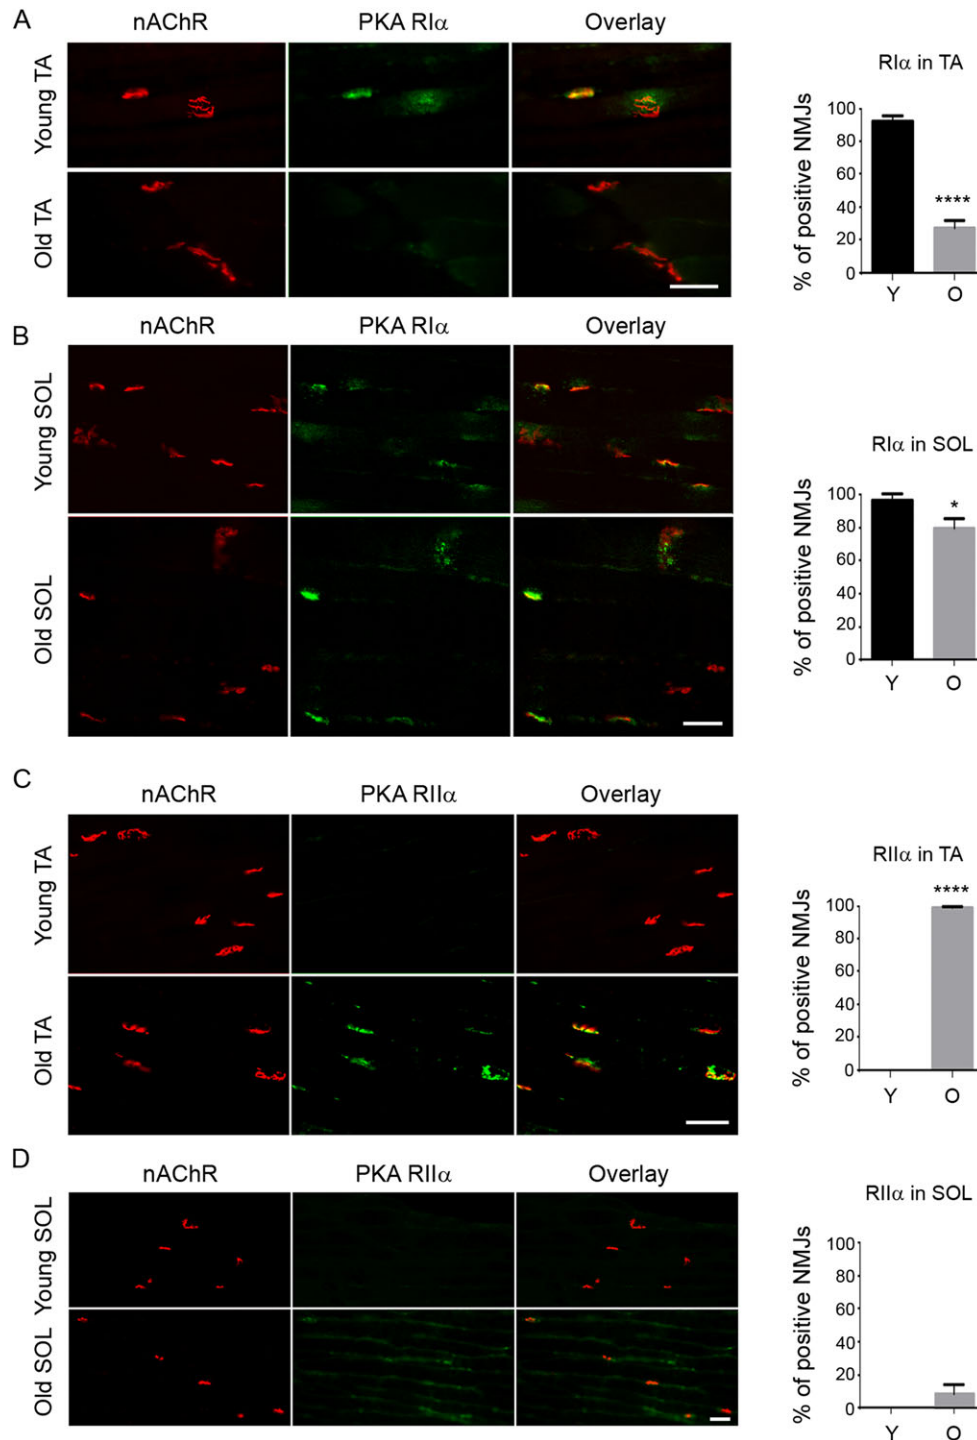 A
nAChR PKA RIα Overlay
Young TA
Old TA
RIα in TA
% of positive NMJs
100
80
60
40
20
0
****
Y O
B
nAChR PKA RIα Overlay
Young SOL
Old SOL
RIα in SOL
% of positive NMJs
100
80
60
40
20
0
*
Y O
C
nAChR PKA RIIα Overlay
Young TA
Old TA
RIIα in TA
% of positive NMJs
100
80
60
40
20
0
****
Y O
D
nAChR PKA RIIα Overlay
Young SOL
Old SOL
RIIα in SOL
% of positive NMJs
100
80
60
40
20
0
Y O